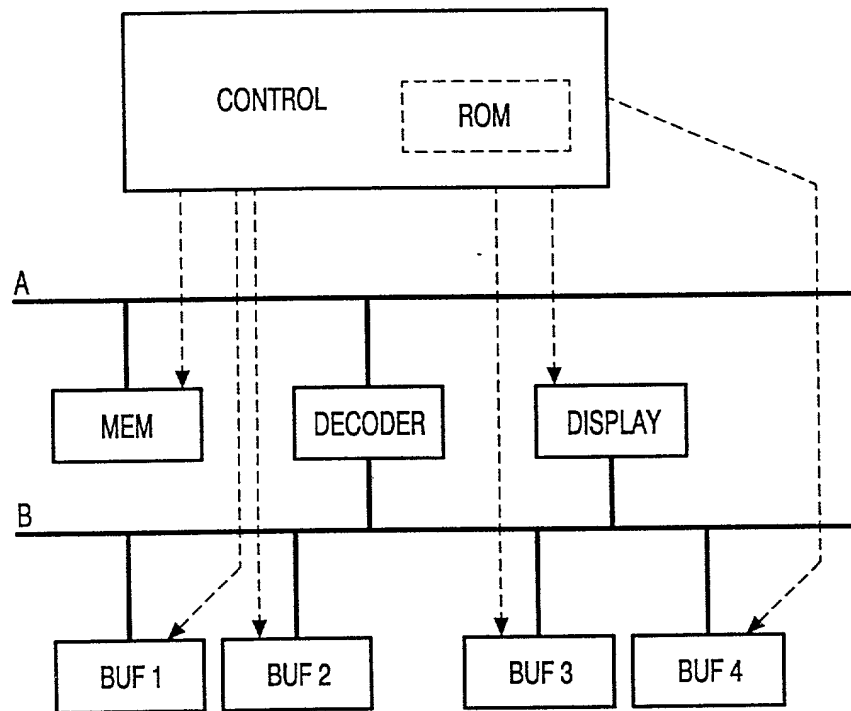 CONTROL
ROM
A
MEM
DECODER
DISPLAY
B
BUF 1
BUF 2
BUF 3
BUF 4